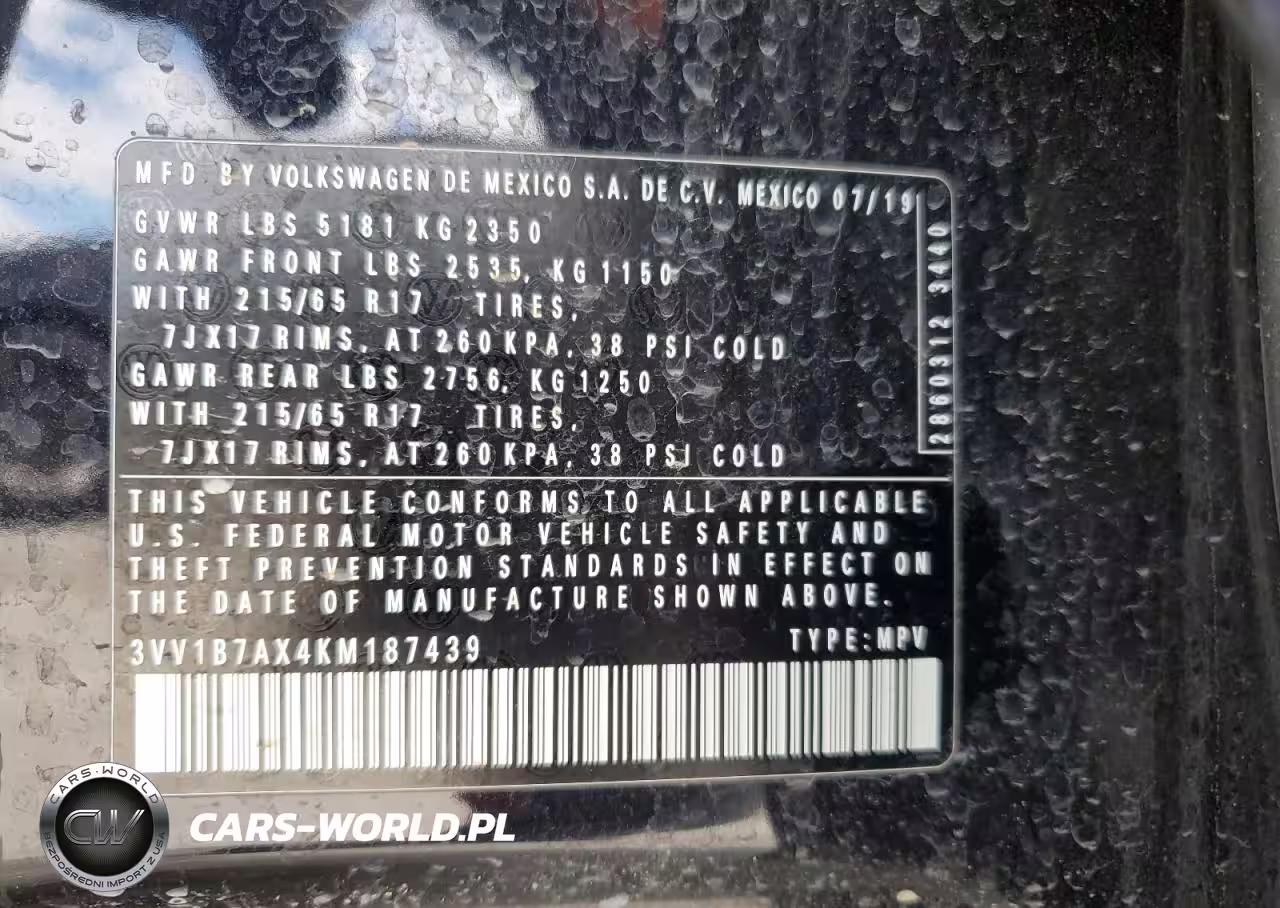 MFD BY VOLKSWAGEN DE MEXICO S.A. DE C.V. MEXICO 07/19
GVWR LBS 5181 KG 2350
GAWR FRONT LBS 2535, KG 1150
WITH 215/65 R17 TIRES,
7JX17 RIMS, AT 260 KPA, 38 PSI COLD
GAWR REAR LBS 2756, KG 1250
WITH 215/65 R17 TIRES,
7JX17 RIMS, AT 260 KPA, 38 PSI COLD
2860312 3440
THIS VEHICLE CONFORMS TO ALL APPLICABLE
U.S. FEDERAL MOTOR VEHICLE SAFETY AND
THEFT PREVENTION STANDARDS IN EFFECT ON
THE DATE OF MANUFACTURE SHOWN ABOVE.
3VV1B7AX4KM187439 TYPE:MPV
CARS-WORLD
CW
BEZPOŚREDNI IMPORT Z USA
CARS-WORLD.PL